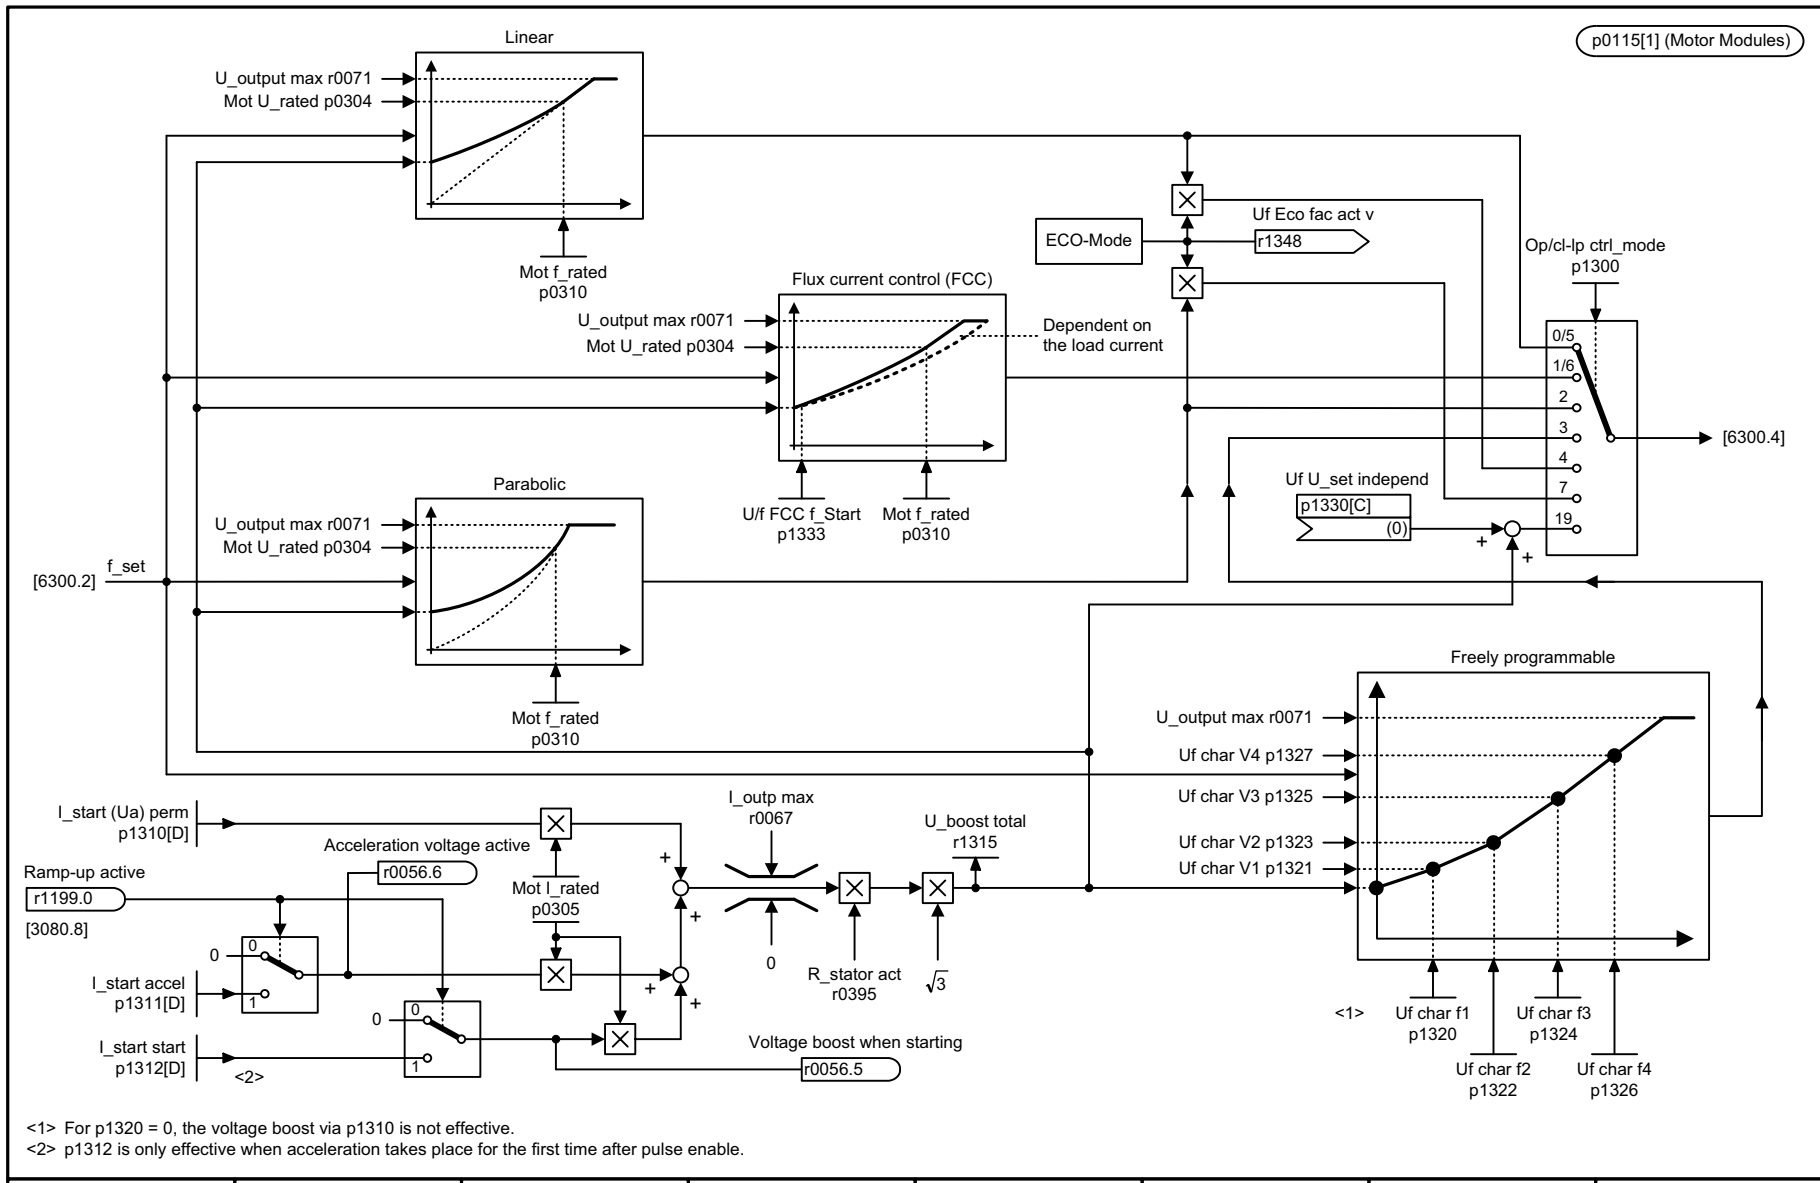 p0115[1] (Motor Modules)
Linear
U_output max r0071
Mot U_rated p0304
Mot f_rated
p0310
ECO-Mode
Uf Eco fac act v
r1348
Op/cl-lp ctrl_mode
p1300
Flux current control (FCC)
U_output max r0071
Mot U_rated p0304
Dependent on
the load current
U/f FCC f_Start
p1333
Mot f_rated
p0310
0/5
1/6
2
3
4
7
19
[6300.4]
Uf U_set independ
p1330[C]
(0)
+
+
Parabolic
U_output max r0071
Mot U_rated p0304
[6300.2]
f_set
Mot f_rated
p0310
Freely programmable
U_output max r0071
Uf char V4 p1327
Uf char V3 p1325
Uf char V2 p1323
Uf char V1 p1321
<1>
Uf char f1
p1320
Uf char f3
p1324
Uf char f2
p1322
Uf char f4
p1326
I_start (Ua) perm
p1310[D]
Acceleration voltage active
r0056.6
Ramp-up active
r1199.0
[3080.8]
Mot I_rated
p0305
I_outp max
r0067
0
U_boost total
r1315
R_stator act
r0395
√3
+
+
+
+
0
0
1
I_start accel
p1311[D]
0
0
1
I_start start
p1312[D]
<2>
Voltage boost when starting
r0056.5
<1> For p1320 = 0, the voltage boost via p1310 is not effective.
<2> p1312 is only effective when acceleration takes place for the first time after pulse enable.